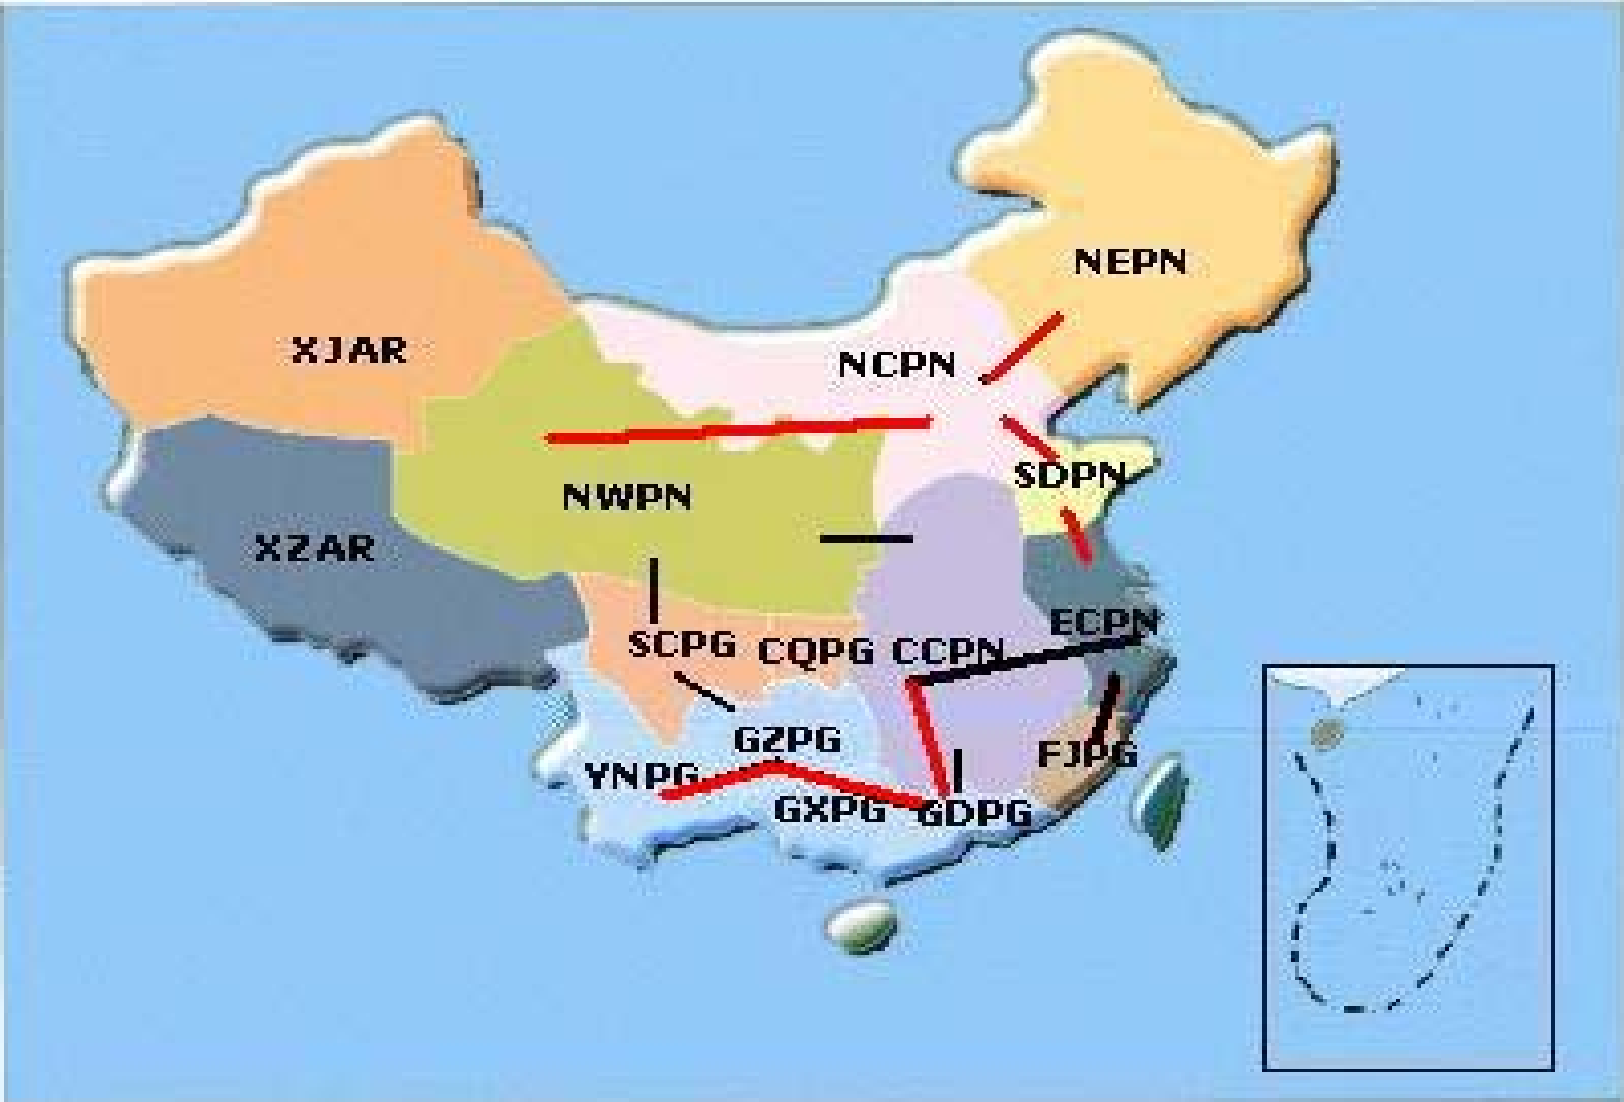 NEPN
XJAR
NCPN
SDPN
NWPN
XZAR
ECPN
SCPG CQPG CCPN
GZPG
FJPG
YNPG
GXPG GDPG